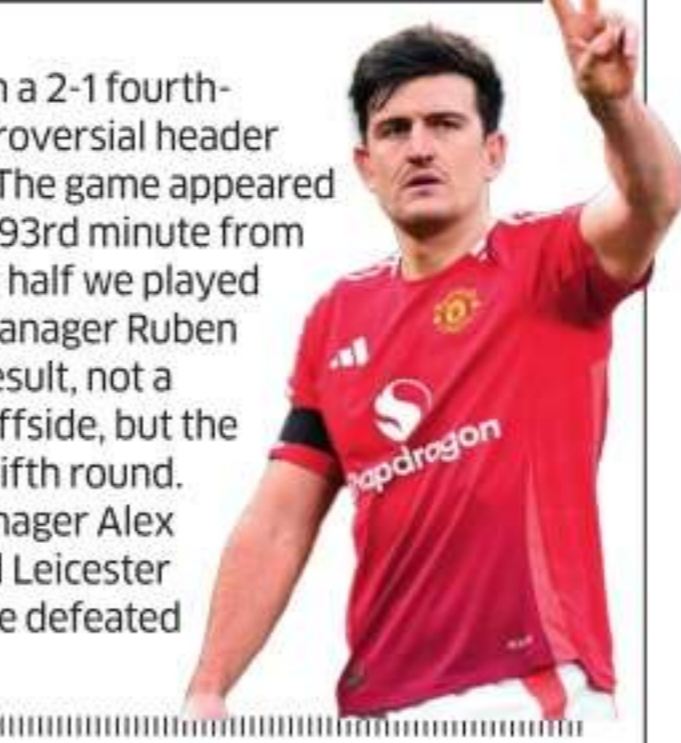 a 2-1 fourth-
roversial header
The game appeared
93rd minute from
half we played
anager Ruben
esult, not a
ffside, but the
ifth round.
nager Alex
Leicester
e defeated
napdragon